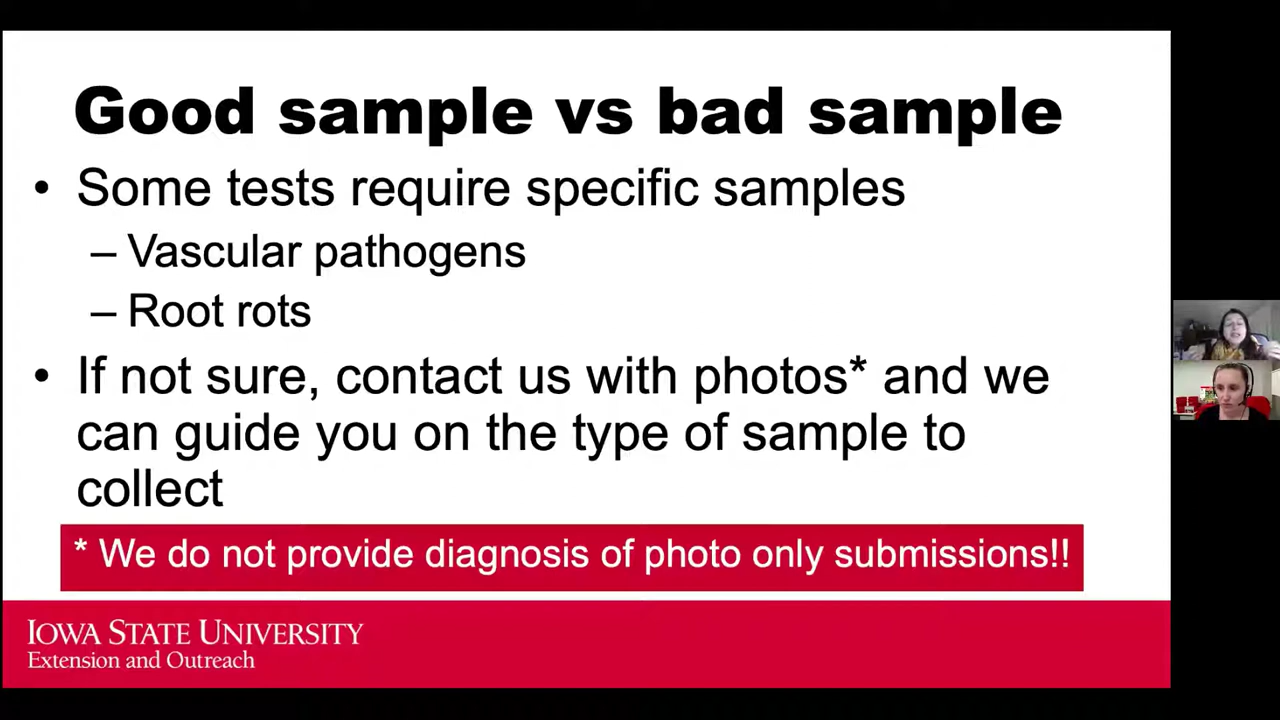 Good sample vs bad sample
• Some tests require specific samples
– Vascular pathogens
– Root rots
• If not sure, contact us with photos* and we
can guide you on the type of sample to
collect
* We do not provide diagnosis of photo only submissions!!
IOWA STATE UNIVERSITY
Extension and Outreach